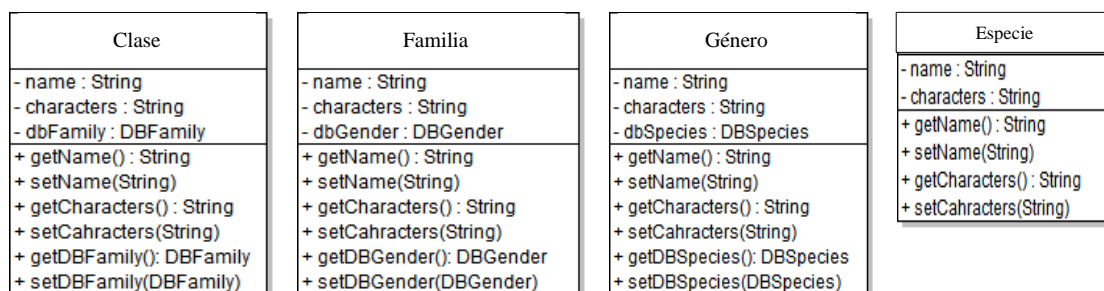 Clase
- name : String
- characters : String
- dbFamily : DBFamily
+ getName() : String
+ setName(String)
+ getCharacters() : String
+ setCahracters(String)
+ getDBFamily(): DBFamily
+ setDBFamily(DBFamily)
Familia
- name : String
- characters : String
- dbGender : DBGender
+ getName() : String
+ setName(String)
+ getCharacters() : String
+ setCahracters(String)
+ getDBGender(): DBGender
+ setDBGender(DBGender)
Género
- name : String
- characters : String
- dbSpecies : DBSpecies
+ getName() : String
+ setName(String)
+ getCharacters() : String
+ setCahracters(String)
+ getDBSpecies(): DBSpecies
+ setDBSpecies(DBSpecies)
Especie
- name : String
- characters : String
+ getName() : String
+ setName(String)
+ getCharacters() : String
+ setCahracters(String)